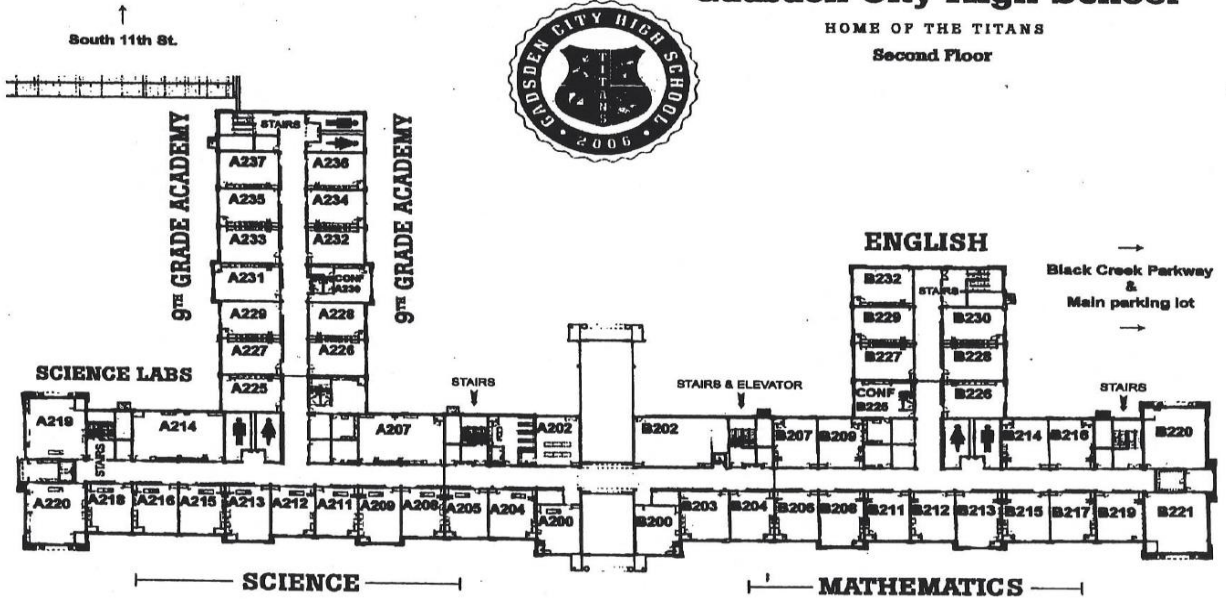 Gadsden City High School
HOME OF THE TITANS
Second Floor
South 11th St.
GADSDEN CITY HIGH SCHOOL
TITANS
2006
9TH GRADE ACADEMY
9TH GRADE ACADEMY
STAIRS
A237
A236
A235
A234
A233
A232
A231
CONF
A230
A229
A228
A227
A226
A225
ENGLISH
B232
STAIRS
B229
B230
B227
B228
CONF
B225
B226
Black Creek Parkway
&
Main parking lot
SCIENCE LABS
STAIRS
STAIRS & ELEVATOR
STAIRS
A219
STAIRS
A214
A207
A202
B202
B207
B209
B214
B216
B220
A220
A218
A216
A215
A213
A212
A211
A209
A208
A205
A204
A200
B200
B203
B204
B206
B208
B211
B212
B213
B215
B217
B219
B221
SCIENCE
MATHEMATICS